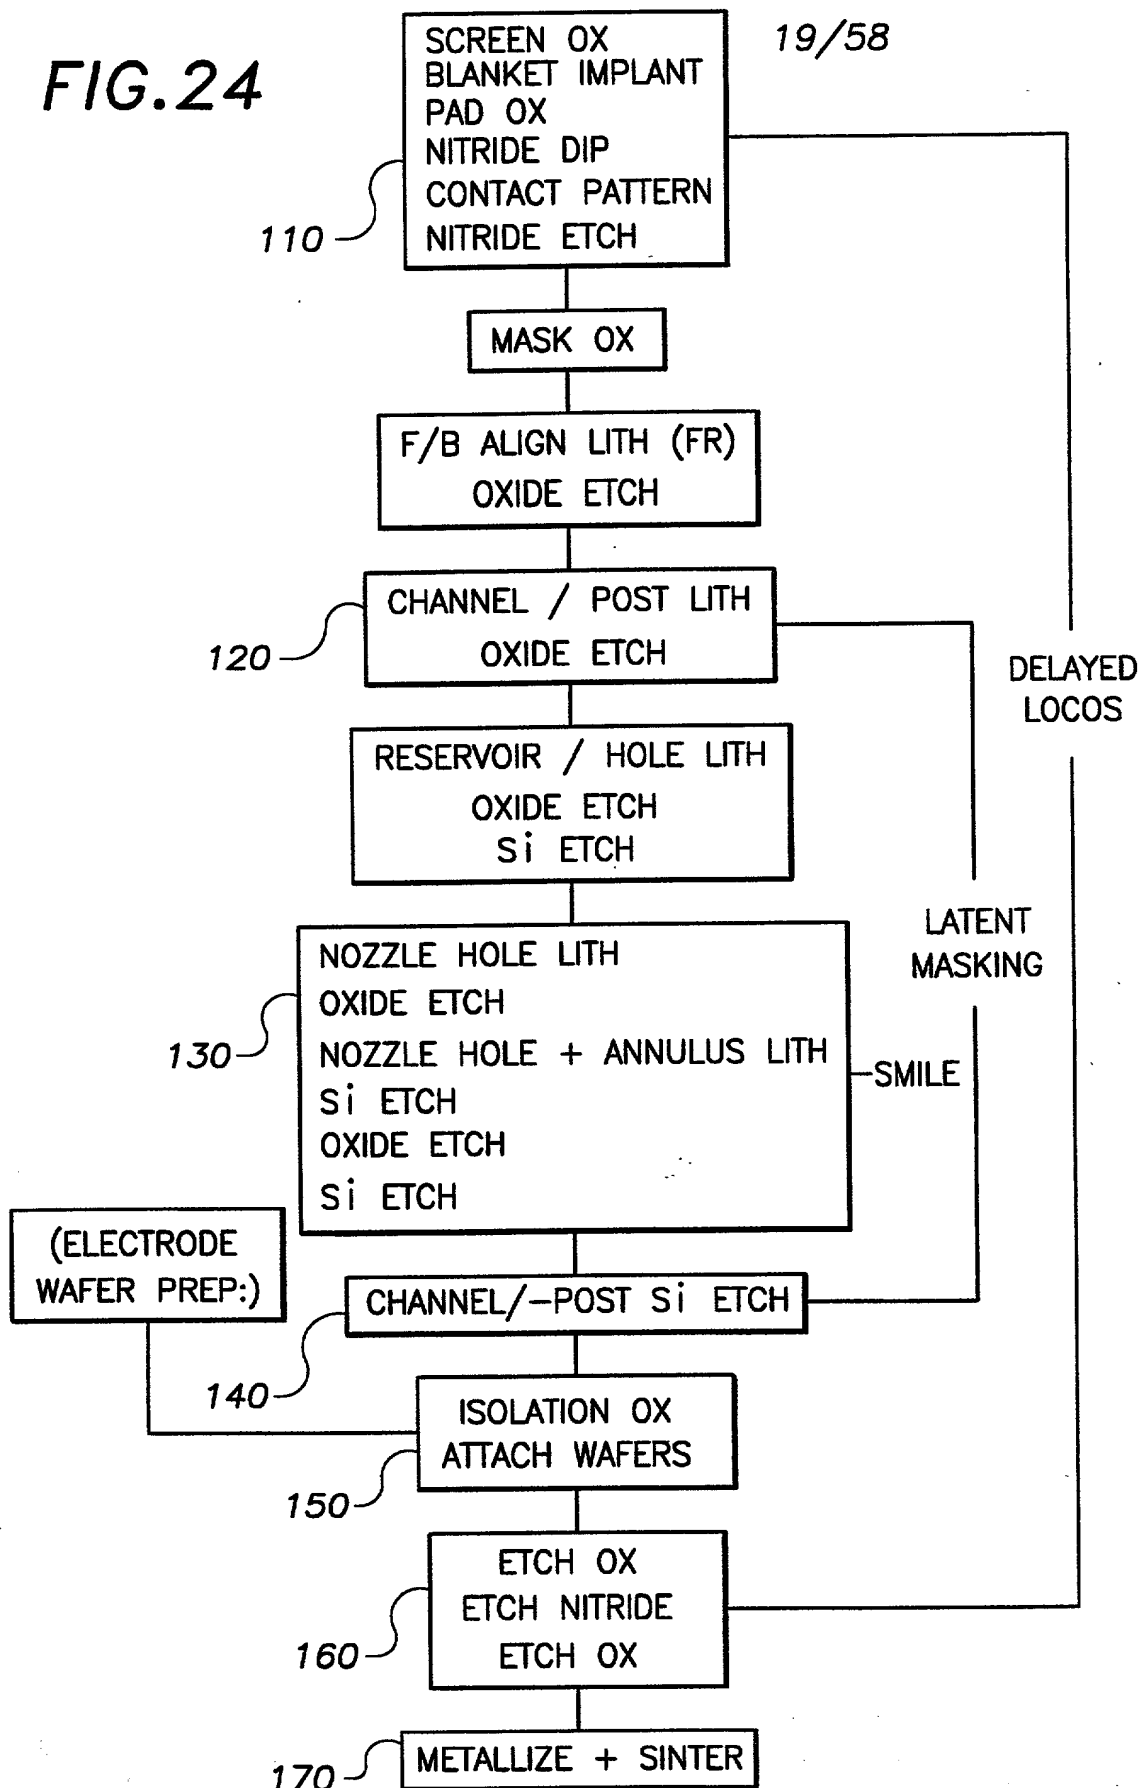 FIG.24
19/58
SCREEN OX
BLANKET IMPLANT
PAD OX
NITRIDE DIP
CONTACT PATTERN
NITRIDE ETCH
110
MASK OX
F/B ALIGN LITH (FR)
OXIDE ETCH
CHANNEL / POST LITH
OXIDE ETCH
120
DELAYED
LOCOS
RESERVOIR / HOLE LITH
OXIDE ETCH
Si ETCH
LATENT
MASKING
NOZZLE HOLE LITH
OXIDE ETCH
NOZZLE HOLE + ANNULUS LITH
Si ETCH
OXIDE ETCH
Si ETCH
130
SMILE
(ELECTRODE
WAFER PREP:)
CHANNEL/-POST Si ETCH
140
ISOLATION OX
ATTACH WAFERS
150
ETCH OX
ETCH NITRIDE
ETCH OX
160
METALLIZE + SINTER
170